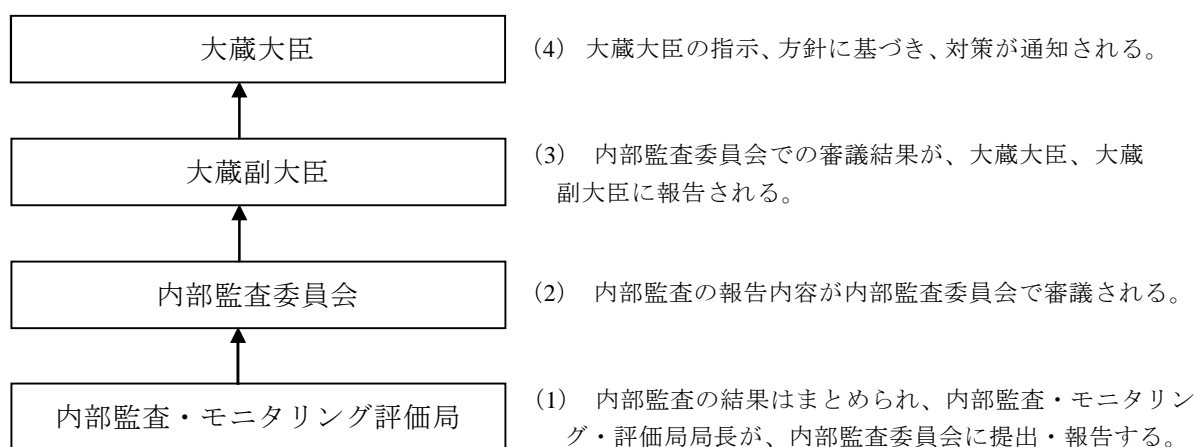 大蔵大臣
(4) 大蔵大臣の指示、方針に基づき、対策が通知される。
大蔵副大臣
(3) 内部監査委員会での審議結果が、大蔵大臣、大蔵
副大臣に報告される。
内部監査委員会
(2) 内部監査の報告内容が内部監査委員会で審議される。
内部監査・モニタリング評価局
(1) 内部監査の結果はまとめられ、内部監査・モニタリン
グ・評価局局長が、内部監査委員会に提出・報告する。